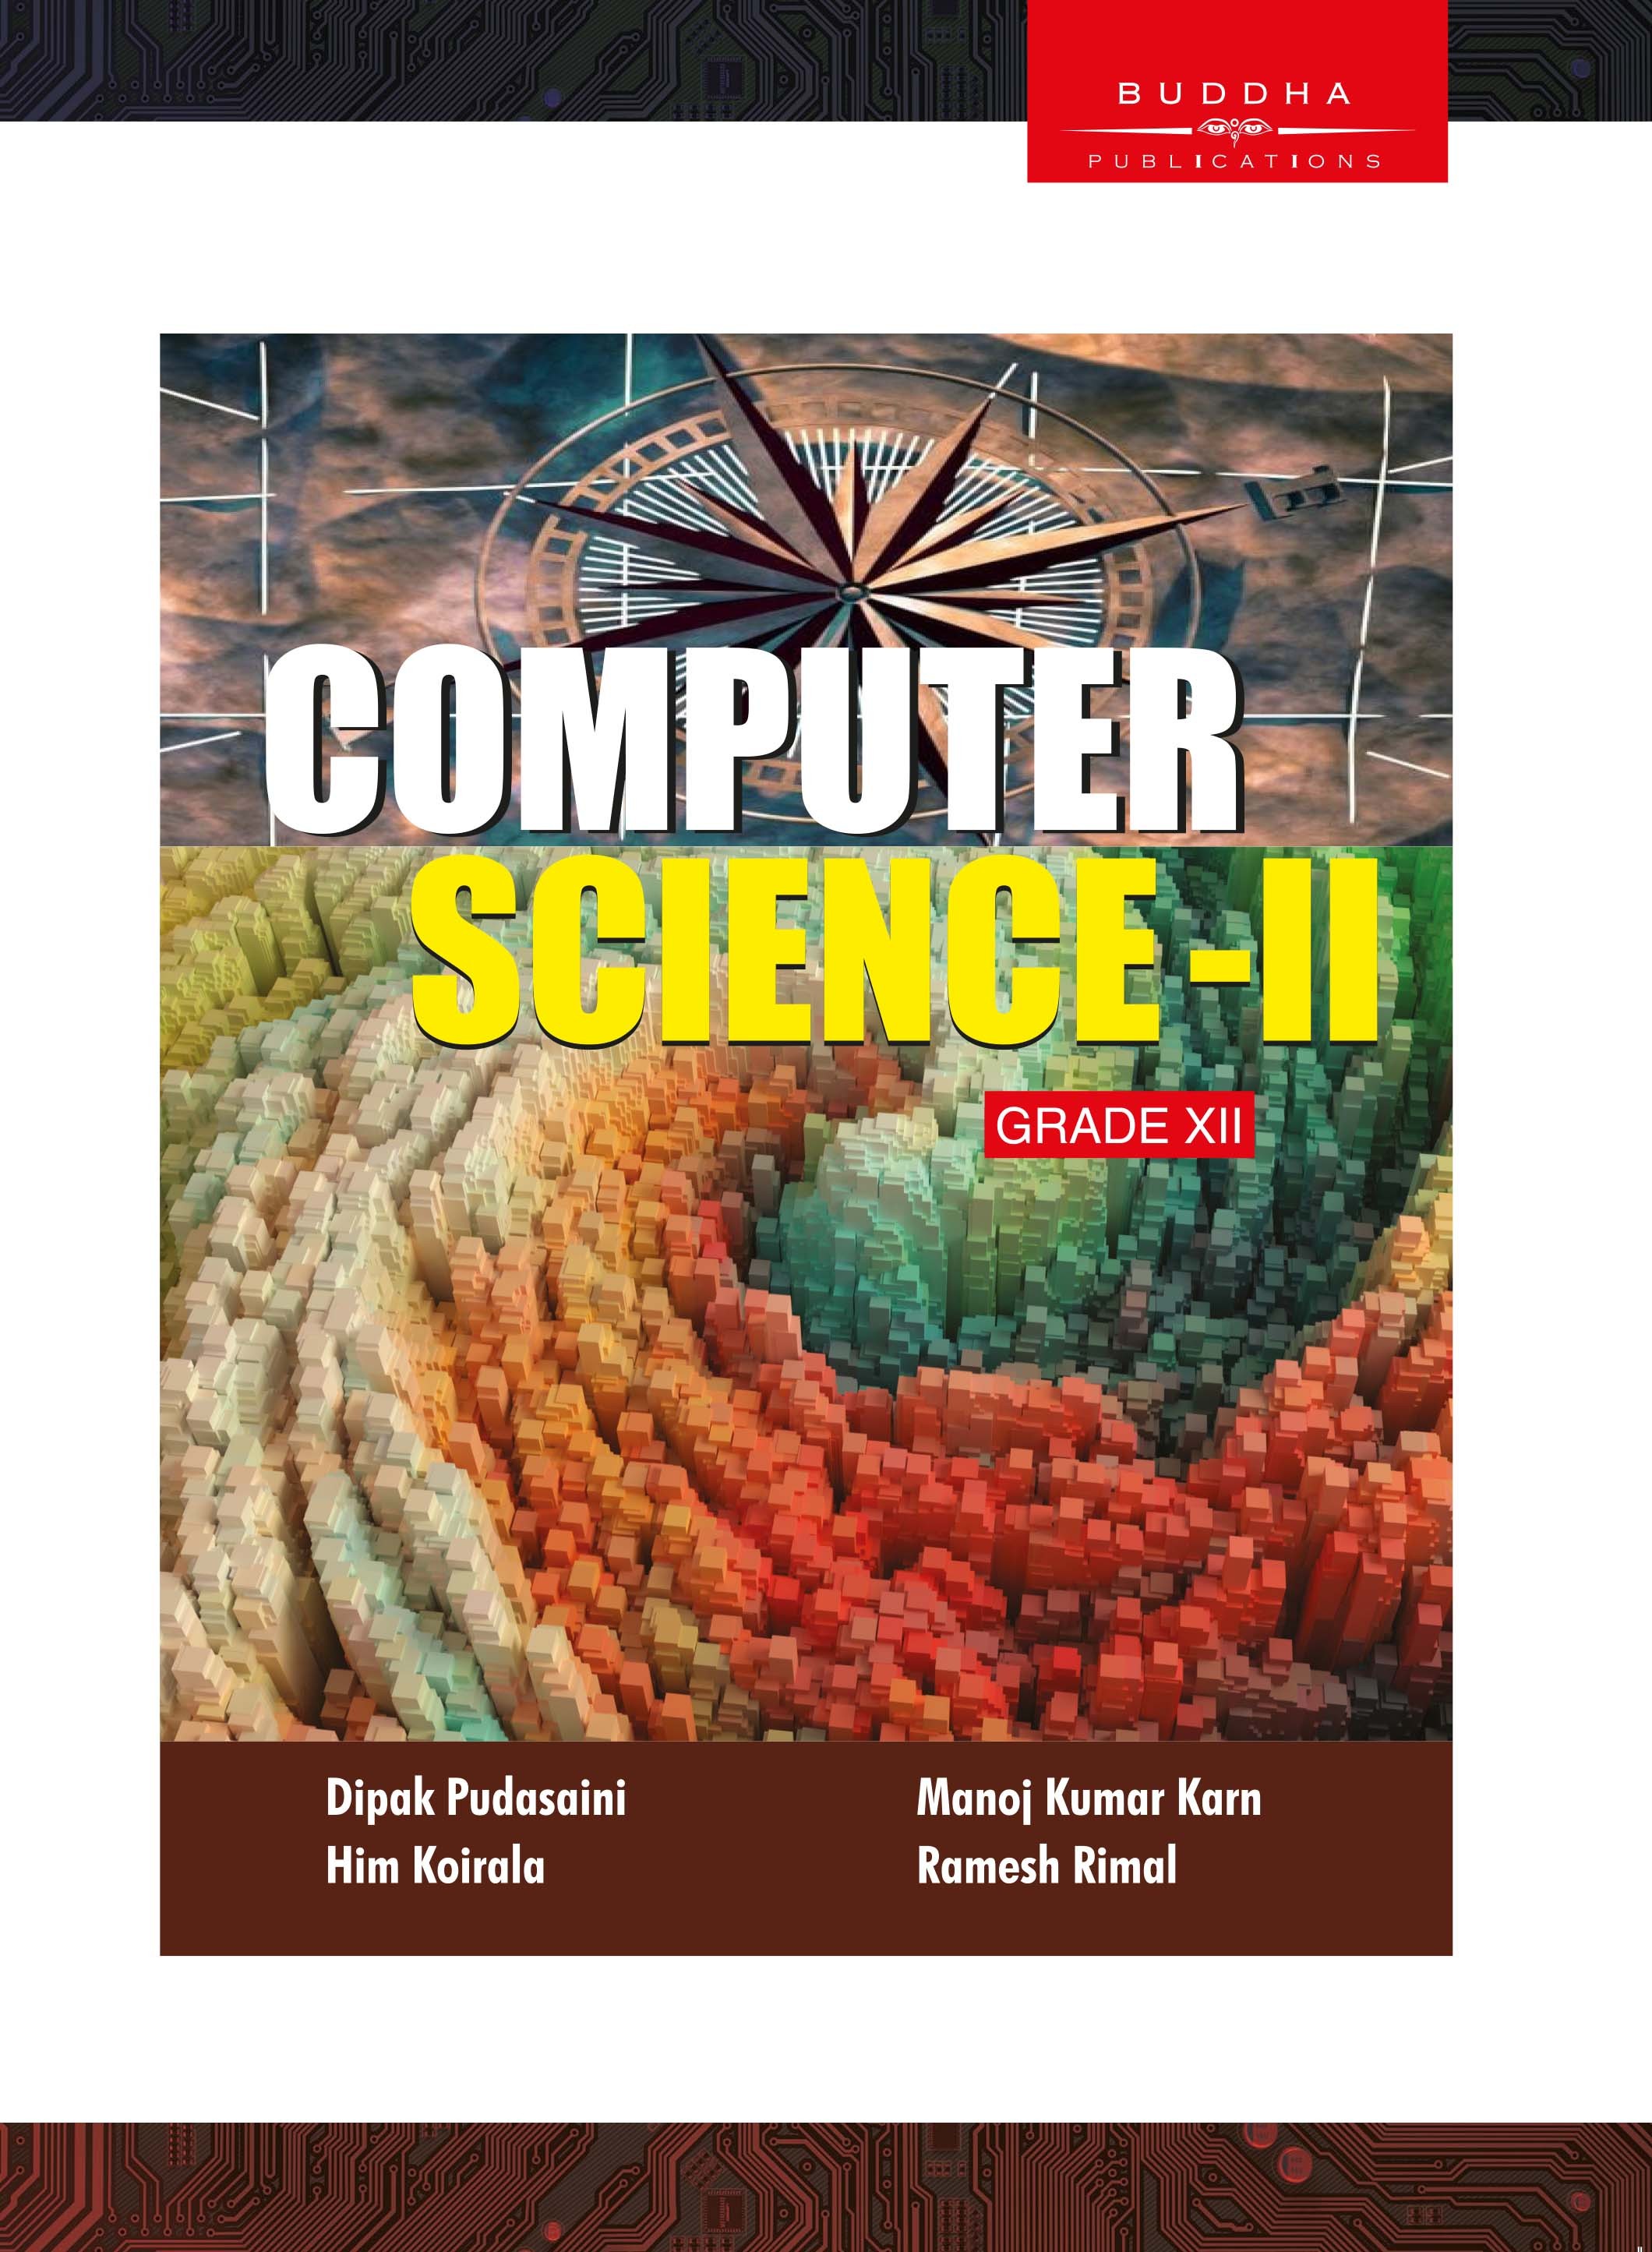 BUDDHA
PUBLICATIONS
COMPUTER
SCIENCE-II
GRADE XII
Dipak Pudasaini
Manoj Kumar Karn
Him Koirala
Ramesh Rimal